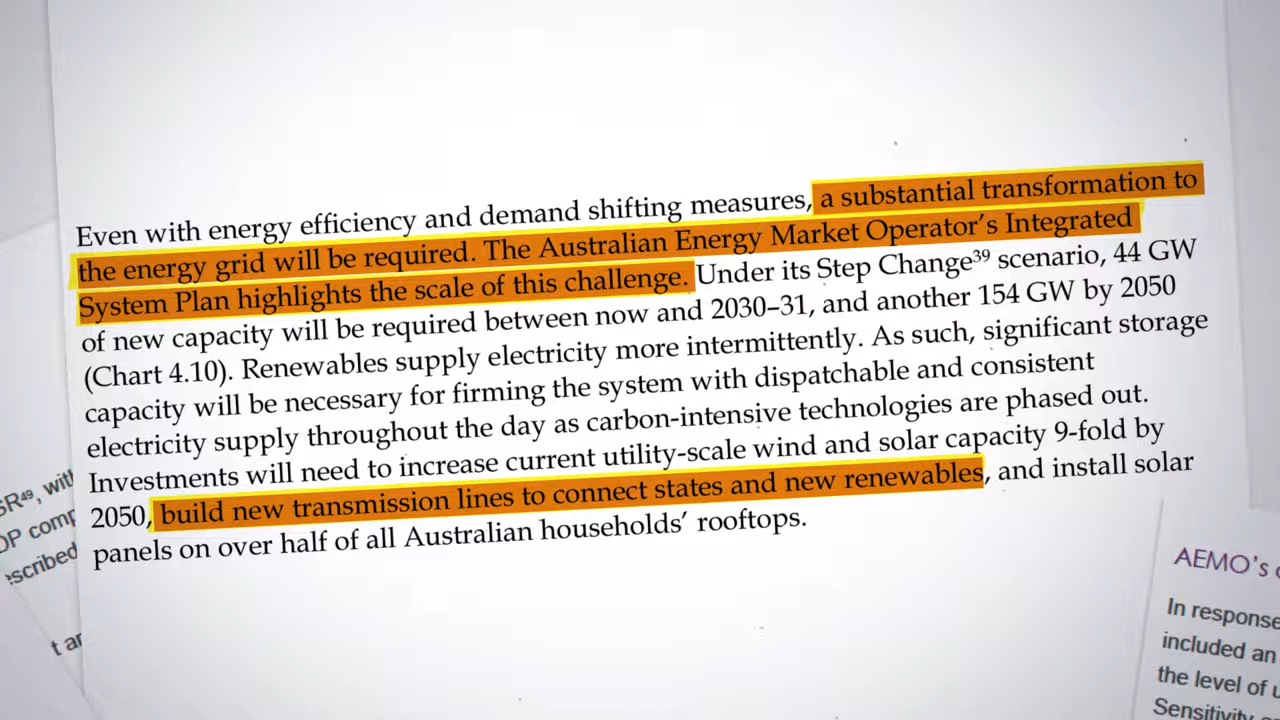 Even with energy efficiency and demand shifting measures, a substantial transformation to
the energy grid will be required. The Australian Energy Market Operator’s Integrated
System Plan highlights the scale of this challenge. Under its Step Change³⁹ scenario, 44 GW
of new capacity will be required between now and 2030–31, and another 154 GW by 2050
(Chart 4.10). Renewables supply electricity more intermittently. As such, significant storage
capacity will be necessary for firming the system with dispatchable and consistent
electricity supply throughout the day as carbon-intensive technologies are phased out.
Investments will need to increase current utility-scale wind and solar capacity 9-fold by
2050, build new transmission lines to connect states and new renewables, and install solar
panels on over half of all Australian households’ rooftops.
AEMO’s
In response
included an
the level of
Sensitivity